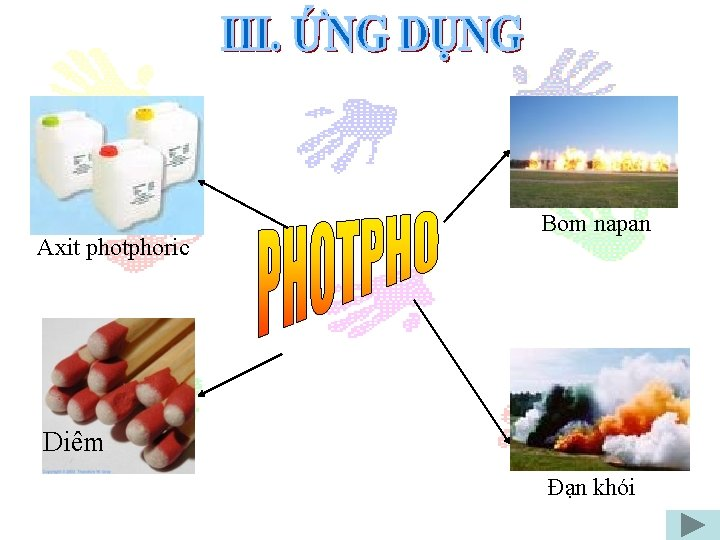 III. ỨNG DỤNG
Axit photphoric
Bom napan
PHOTPHO
Diêm
Đạn khói